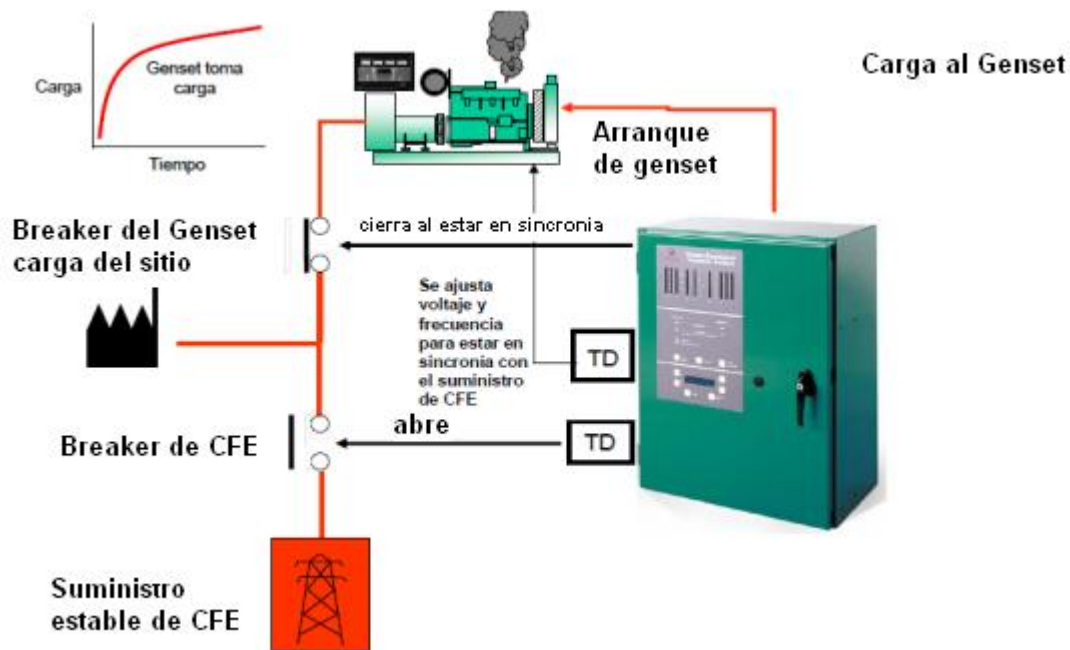 Carga
Genset toma
carga
Tiempo
Carga al Genset
Arranque
de genset
Breaker del Genset
carga del sitio
cierra al estar en sincronia
Se ajusta
voltaje y
frecuencia
para estar en
sincronía con
el suministro
de CFE
TD
Breaker de CFE
abre
TD
Suministro
estable de CFE